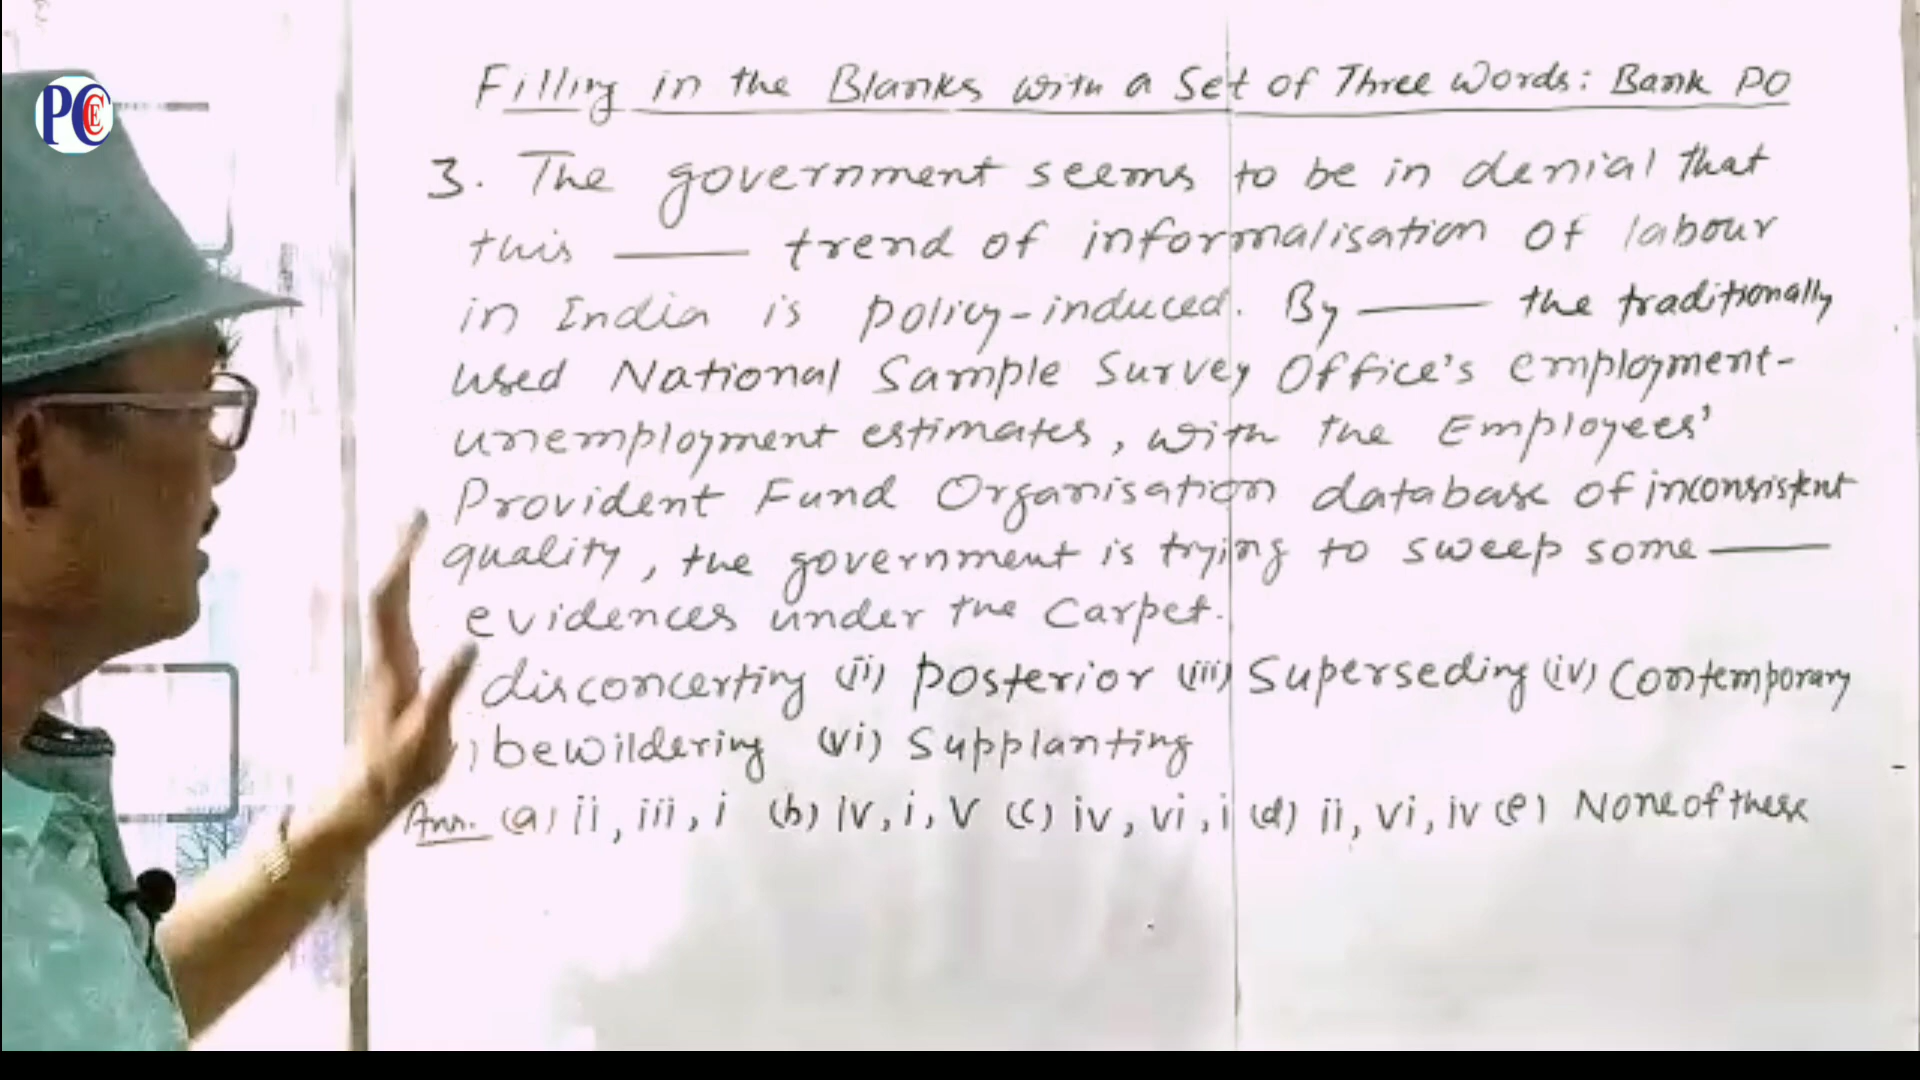 PCEC
Filling in the Blanks with a Set of Three Words: Bank PO
3. The government seems to be in denial that
this ____ trend of informalisation of labour
in India is policy-induced. By ____ the traditionally
used National Sample Survey Office's employment-
unemployment estimates, with the Employees'
Provident Fund Organisation database of inconsistent
quality, the government is trying to sweep some ____
evidences under the carpet.
disconcerting (ii) posterior (iii) Superseding (iv) Contemporary
) bewildering (vi) Supplanting
Ans. (a) ii, iii, i (b) iv, i, v (c) iv, vi, i (d) ii, vi, iv (e) None of these